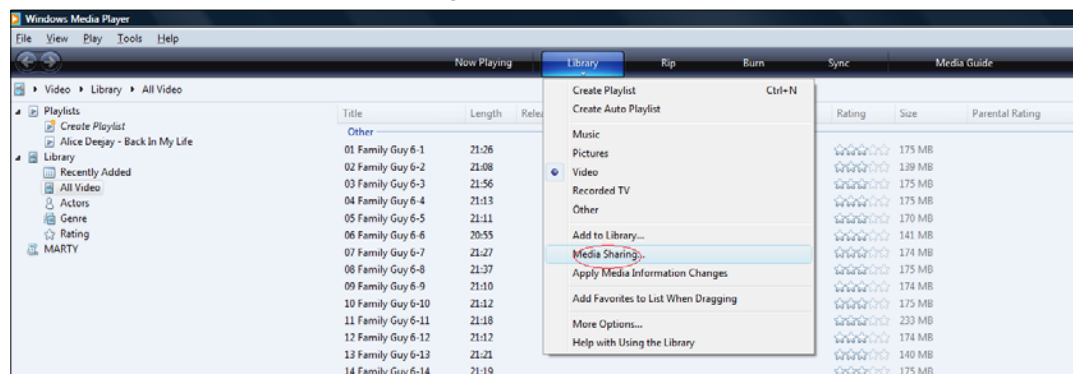 Windows Media Player
File View Play Tools Help
Now Playing Library Rip Burn Sync Media Guide
Video Library All Video
Playlists
Create Playlist
Alice Deejay - Back In My Life
Library
Recently Added
All Video
Actors
Genre
Rating
MARTY
Title Length Relea Rating Size Parental Rating
Other
01 Family Guy 6-1 21:26 175 MB
02 Family Guy 6-2 21:08 139 MB
03 Family Guy 6-3 21:56 175 MB
04 Family Guy 6-4 21:13 175 MB
05 Family Guy 6-5 21:11 170 MB
06 Family Guy 6-6 20:55 141 MB
07 Family Guy 6-7 21:27 174 MB
08 Family Guy 6-8 21:37 175 MB
09 Family Guy 6-9 21:10 174 MB
10 Family Guy 6-10 21:12 175 MB
11 Family Guy 6-11 21:18 233 MB
12 Family Guy 6-12 21:12 174 MB
13 Family Guy 6-13 21:21 140 MB
14 Family Guy 6-14 21:19 175 MB
Create Playlist Ctrl+N
Create Auto Playlist
Music
Pictures
Video
Recorded TV
Other
Add to Library...
Media Sharing...
Apply Media Information Changes
Add Favorites to List When Dragging
More Options...
Help with Using the Library